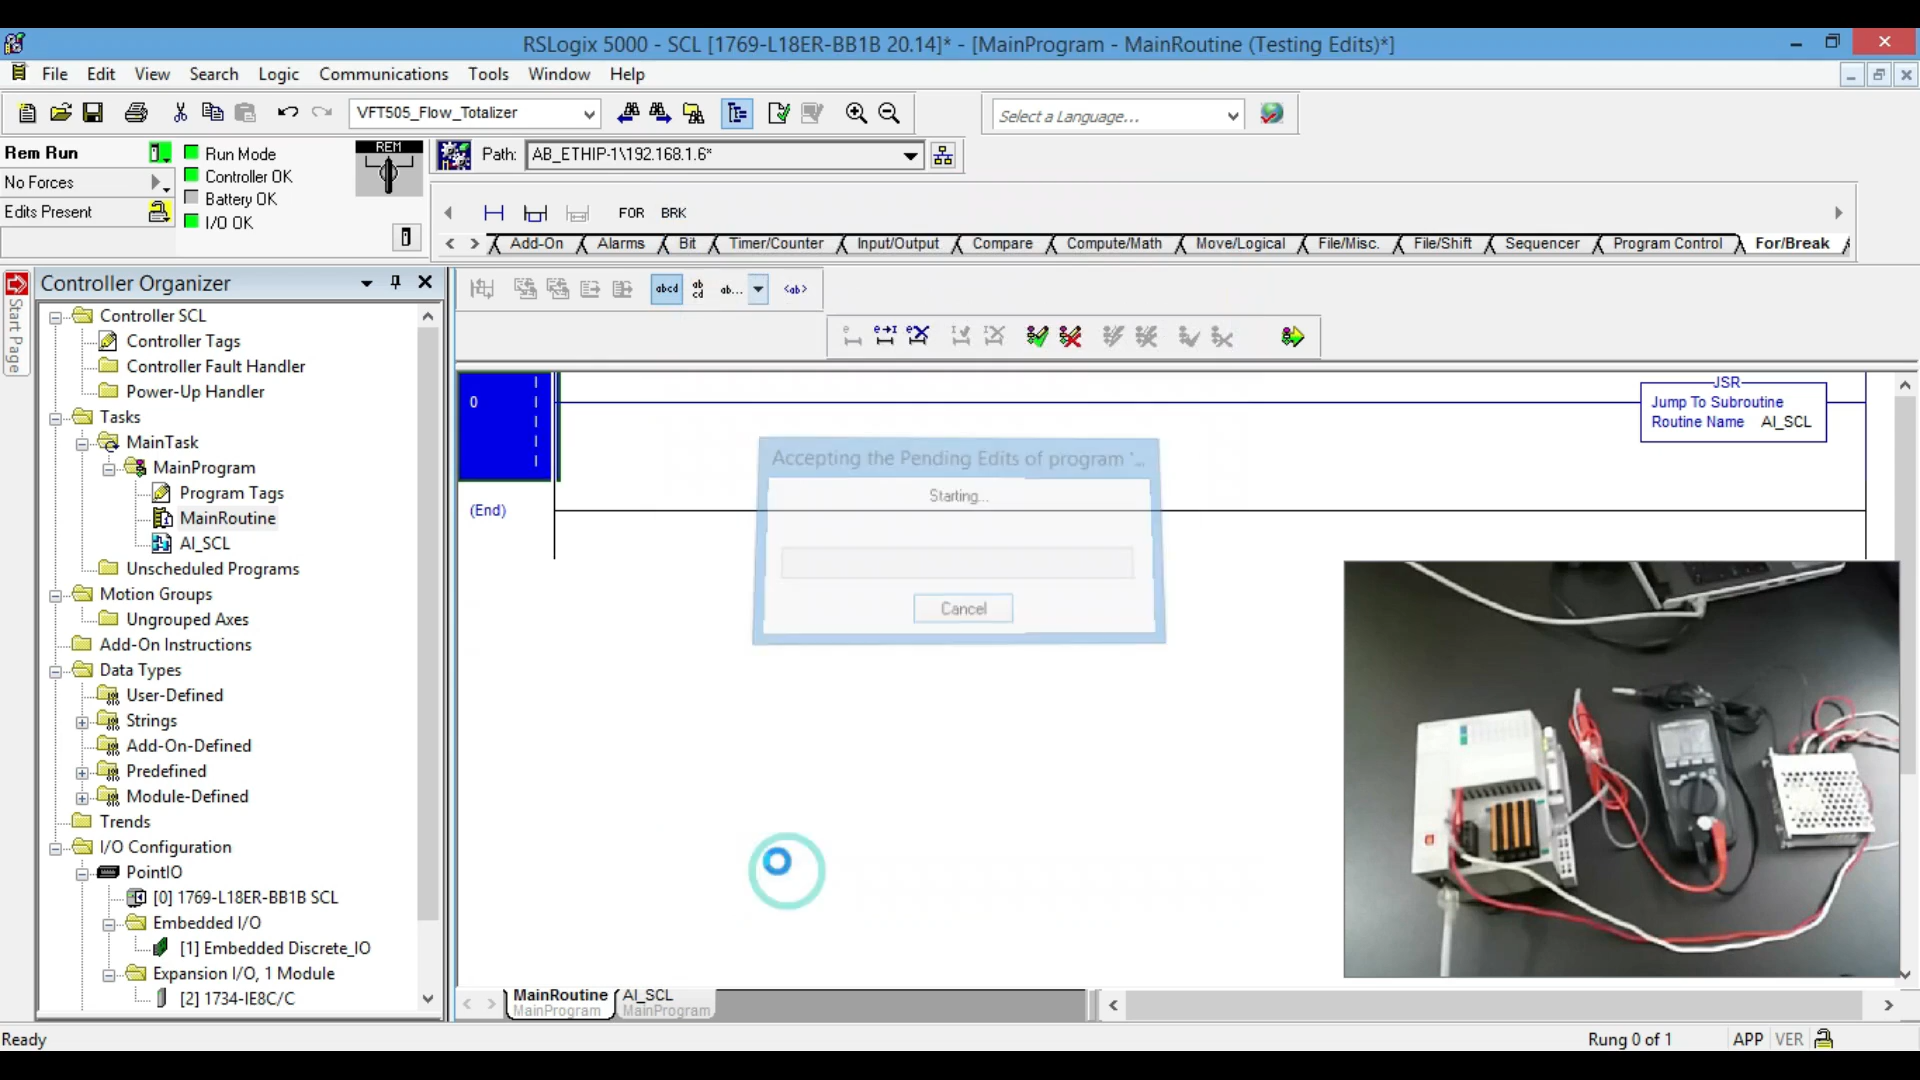 RSLogix 5000 - SCL [1769-L18ER-BB1B 20.14]* - [MainProgram - MainRoutine (Testing Edits)*]
File Edit View Search Logic Communications Tools Window Help
VFT505_Flow_Totalizer
Select a Language...
Rem Run
No Forces
Edits Present
Run Mode
Controller OK
Battery OK
I/O OK
REM
Path: AB_ETHIP-1\192.168.1.6*
FOR BRK
Add-On Alarms Bit Timer/Counter Input/Output Compare Compute/Math Move/Logical File/Misc. File/Shift Sequencer Program Control For/Break
Start Page
Controller Organizer
Controller SCL
Controller Tags
Controller Fault Handler
Power-Up Handler
Tasks
MainTask
MainProgram
Program Tags
MainRoutine
AI_SCL
Unscheduled Programs
Motion Groups
Ungrouped Axes
Add-On Instructions
Data Types
User-Defined
Strings
Add-On-Defined
Predefined
Module-Defined
Trends
I/O Configuration
PointIO
[0] 1769-L18ER-BB1B SCL
Embedded I/O
[1] Embedded Discrete_IO
Expansion I/O, 1 Module
[2] 1734-IE8C/C
abcd ab cd ab... <ab>
0
(End)
JSR
Jump To Subroutine
Routine Name AI_SCL
Accepting the Pending Edits of program '...
Starting...
Cancel
MainRoutine
MainProgram
AI_SCL
MainProgram
Ready
Rung 0 of 1
APP VER